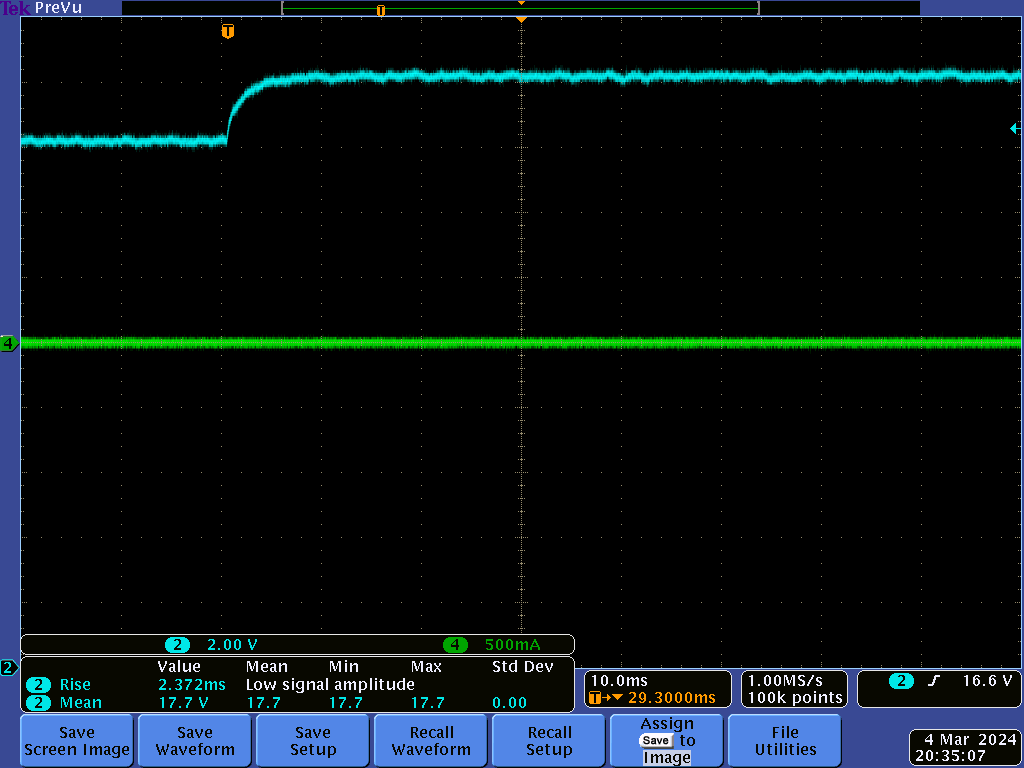 Tek PreVu
T
T
4
2
2 2.00 V 4 500mA
Value Mean Min Max Std Dev
2 Rise 2.372ms Low signal amplitude
2 Mean 17.7 V 17.7 17.7 17.7 0.00
10.0ms
T→▼ 29.3000ms
1.00MS/s
100k points
2 16.6 V
Save
Screen Image
Save
Waveform
Save
Setup
Recall
Waveform
Recall
Setup
Assign
Save to
Image
File
Utilities
4 Mar 2024
20:35:07